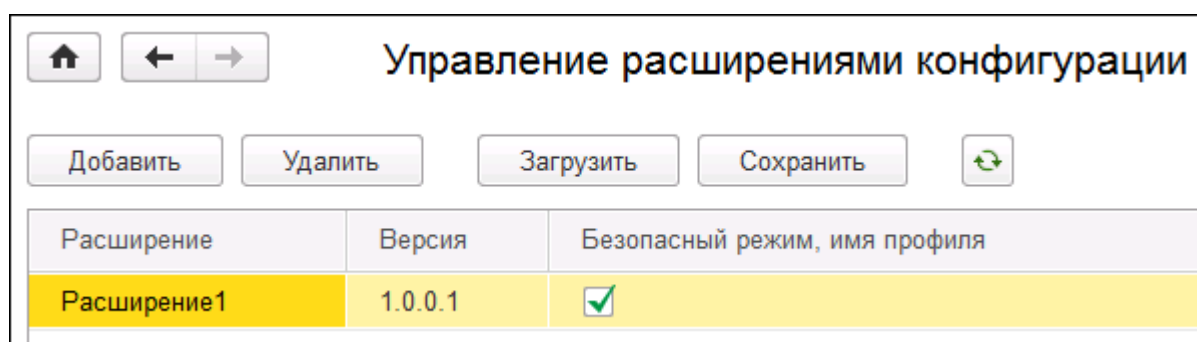 Управление расширениями конфигурации
Добавить Удалить Загрузить Сохранить
Расширение Версия Безопасный режим, имя профиля
Расширение1 1.0.0.1